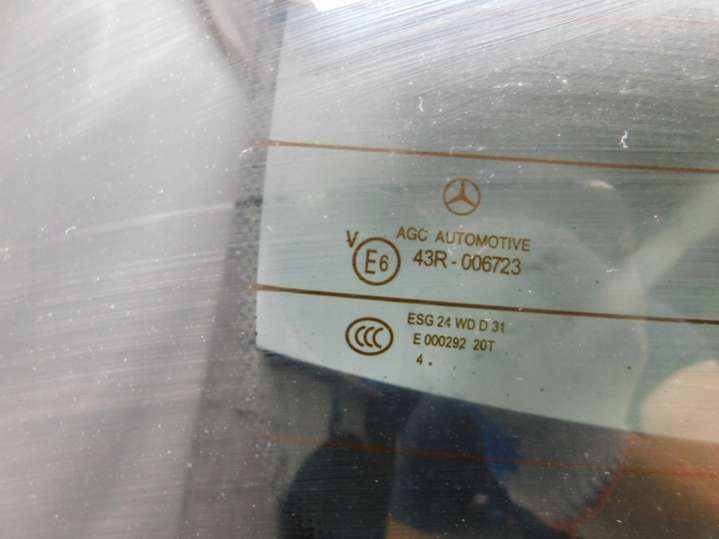 AGC AUTOMOTIVE
V E6 43R - 006723
CCC ESG 24 WD D 31
E 000292 20T
4 .